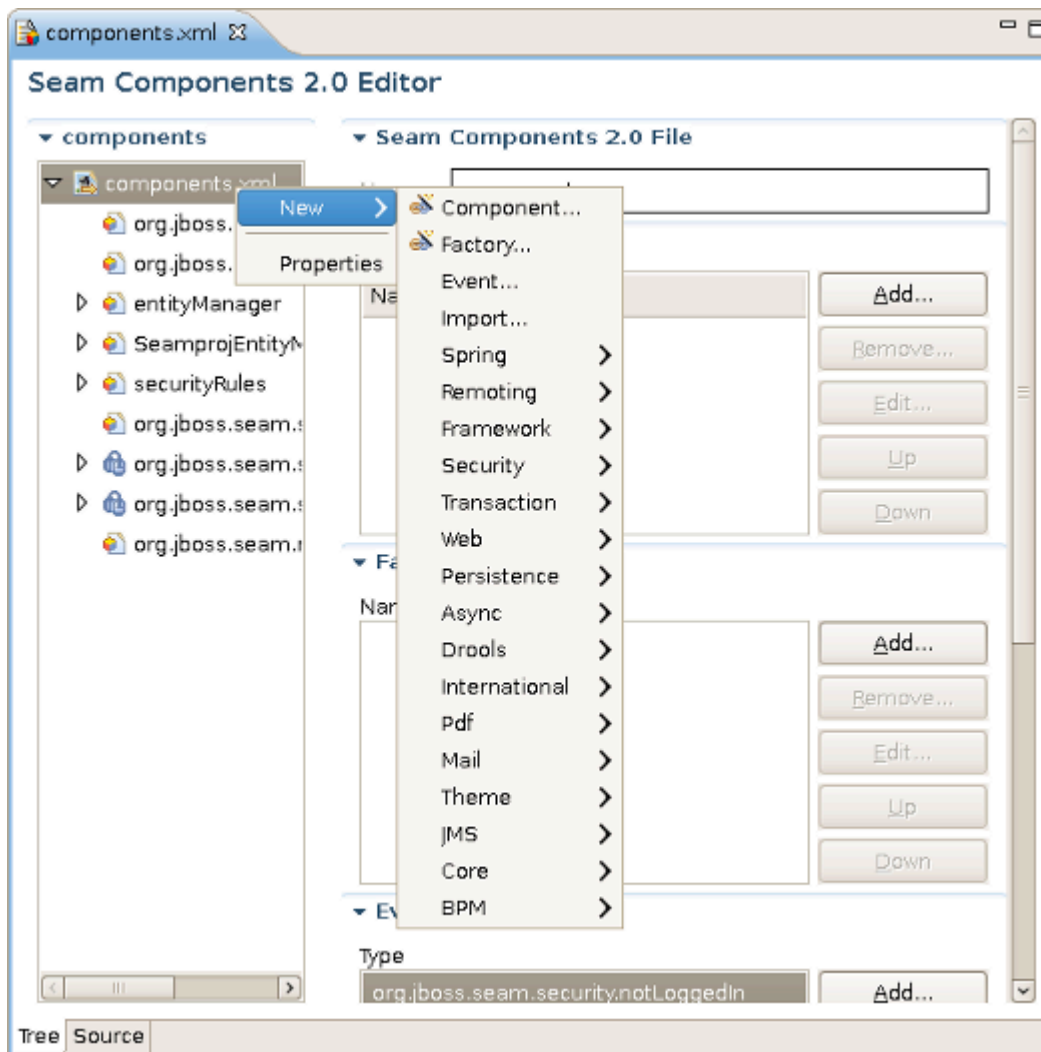 components.xml
Seam Components 2.0 Editor
components
Seam Components 2.0 File
components.xml
New
Component...
org.jboss.
Factory...
org.jboss.
Properties
Event...
entityManager
Import...
Add...
SeamprojEntity
Spring
Remove...
securityRules
Remoting
Edit...
org.jboss.seam.
Framework
Up
org.jboss.seam.
Security
Down
org.jboss.seam.
Transaction
org.jboss.seam.
Web
Persistence
Async
Add...
Drools
Remove...
International
Edit...
Pdf
Up
Mail
Down
Theme
JMS
Core
BPM
Type
org.jboss.seam.security.notLoggedIn
Add...
Tree
Source